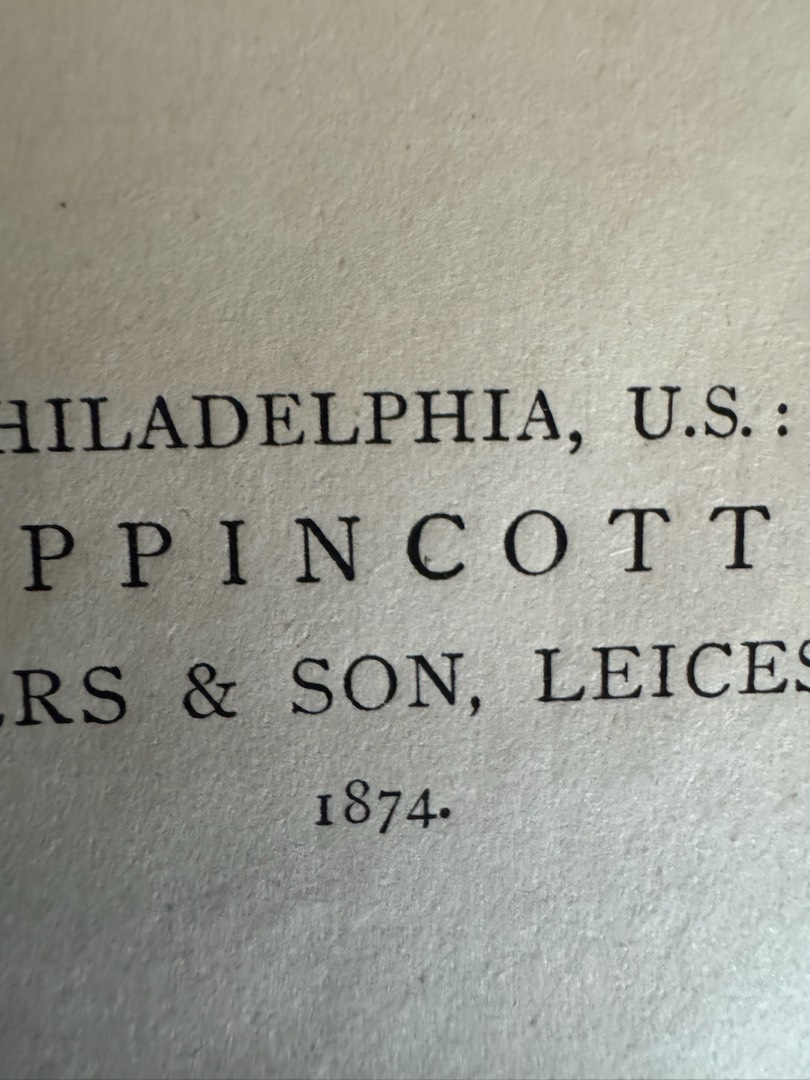 HILADELPHIA, U.S.:
PPINCOTT
RS & SON, LEICES
1874.